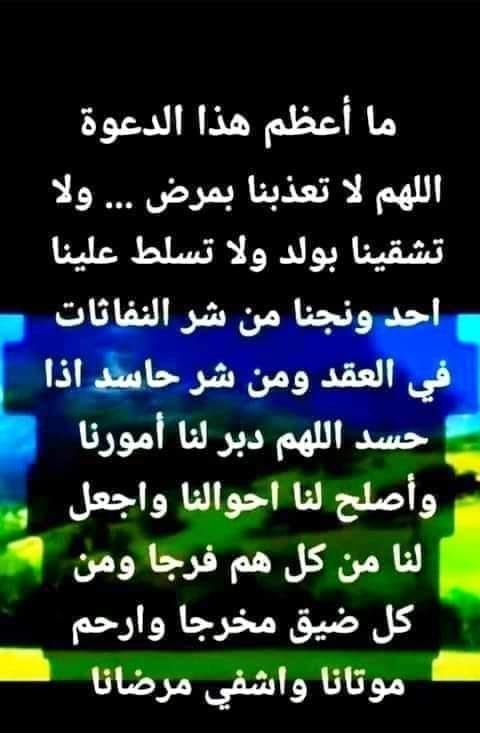 ما أعظم هذا الدعوة
اللهم لا تعذبنا بمرض ... ولا
تشقينا بولد ولا تسلط علينا
احد ونجنا من شر النفاثات
في العقد ومن شر حاسد اذا
حسد اللهم دبر لنا أمورنا
وأصلح لنا احوالنا واجعل
لنا من كل هم فرجا ومن
كل ضيق مخرجا وارحم
موتانا واشفي مرضانا